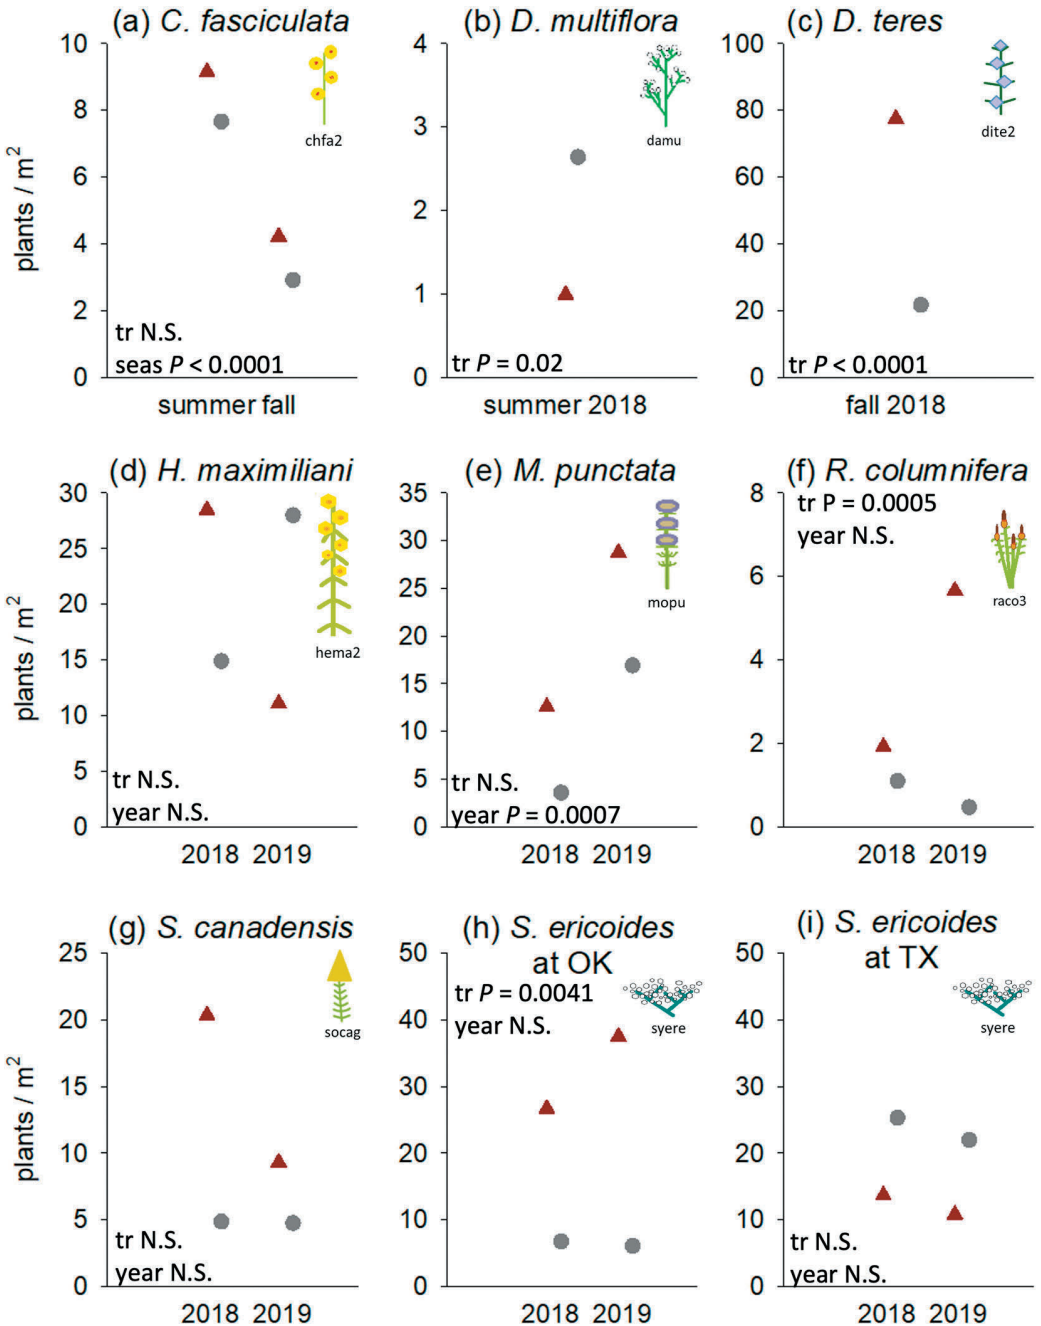 (a) C. fasciculata
10
8
6
4
2
0
plants / m²
chfa2
tr N.S.
seas P < 0.0001
summer fall
(b) D. multiflora
4
3
2
1
0
damu
tr P = 0.02
summer 2018
(c) D. teres
100
80
60
40
20
0
dite2
tr P < 0.0001
fall 2018
(d) H. maximiliani
30
25
20
15
10
5
0
plants / m²
hema2
tr N.S.
year N.S.
2018 2019
(e) M. punctata
35
30
25
20
15
10
5
0
mopu
tr N.S.
year P = 0.0007
2018 2019
(f) R. columnifera
8
6
4
2
0
tr P = 0.0005
year N.S.
raco3
2018 2019
(g) S. canadensis
25
20
15
10
5
0
plants / m²
socag
tr N.S.
year N.S.
2018 2019
(h) S. ericoides
at OK
50
40
30
20
10
0
tr P = 0.0041
year N.S.
syere
2018 2019
(i) S. ericoides
at TX
50
40
30
20
10
0
syere
tr N.S.
year N.S.
2018 2019